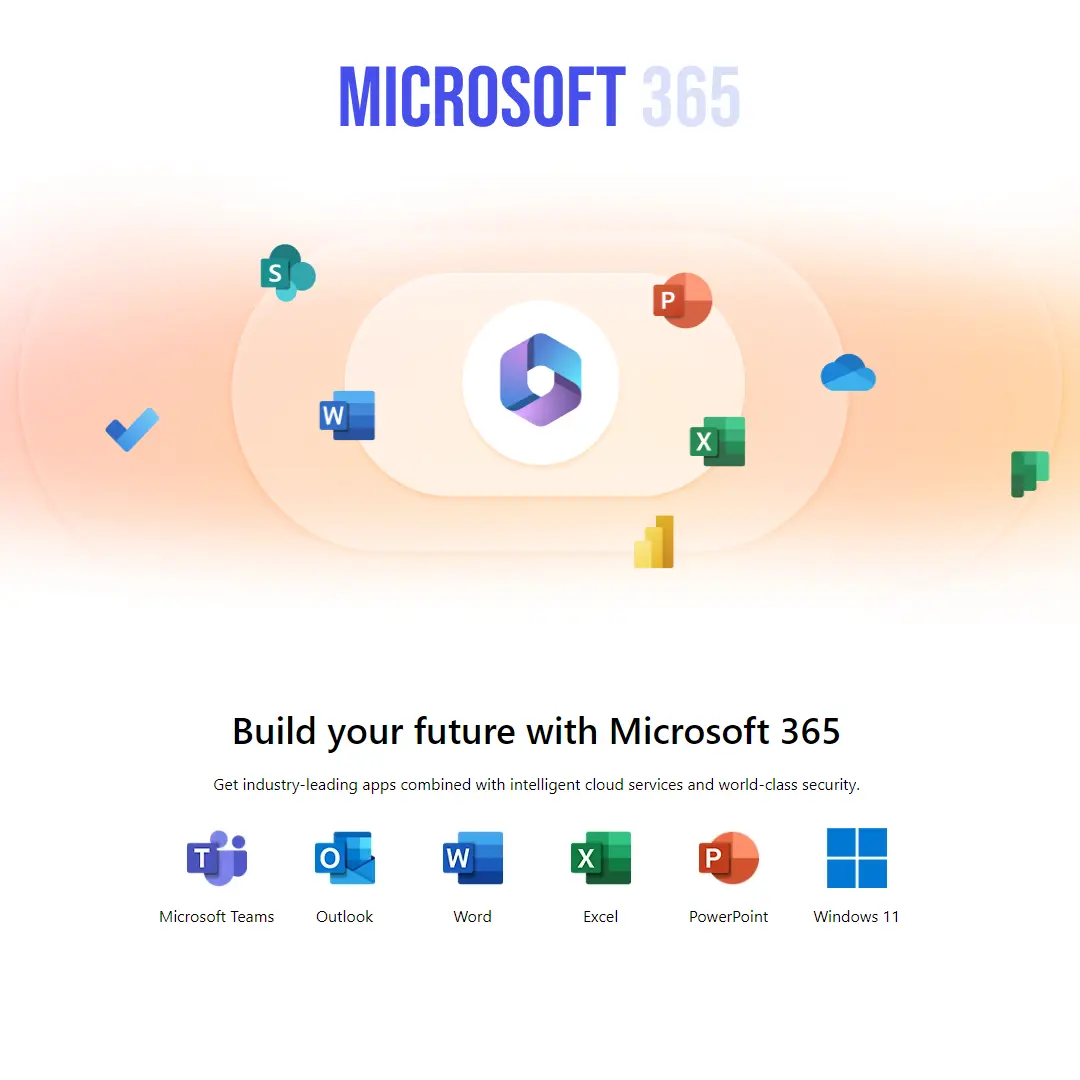 MICROSOFT 365
S
P
W
X
Build your future with Microsoft 365
Get industry-leading apps combined with intelligent cloud services and world-class security.
T O W X P
Microsoft Teams Outlook Word Excel PowerPoint Windows 11